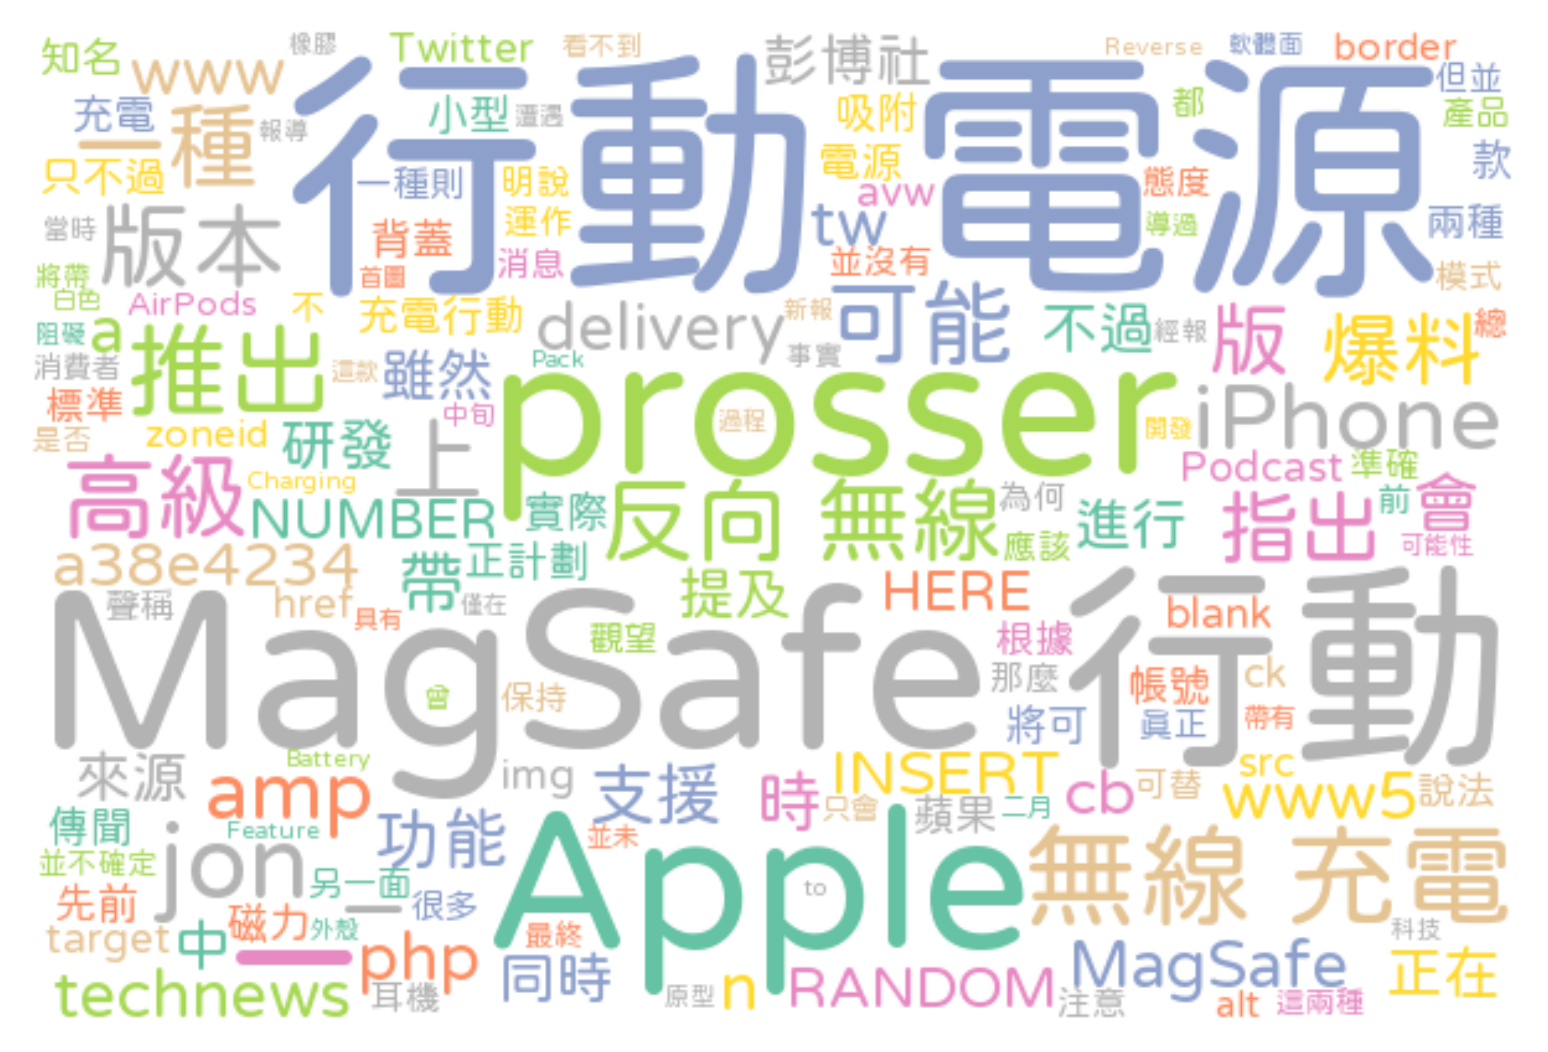 橡膠
Twitter
看不到
彭博社
Reverse
軟體面
border
知名
www
行動電源
但並
充電
一種
報導
小型
遭遇
吸附
都
產品
只不過
一種則
明說
電源
avw
態度
款
當時
版本
背蓋
運作
tw
導過
兩種
將帶
首圖
消息
並沒有
模式
白色
AirPods
不
充電行動
delivery
新報
可能
不過
經報
版
爆料
總
阻礙
a
推出
消費者
這款
雖然
Pack
事實
標準
中旬
prosser
過程
開發
iPhone
是否
zoneid
研發
上
Podcast
準確
高級
Charging
NUMBER
實際
反向 無線
為何
進行
指出
前
會
應該
可能性
a38e4234
帶
正計劃
提及
HERE
聲稱
href
具有
僅在
blank
MagSafe 行動
觀望
根據
曾
保持
那麼
帳號
ck
將可
真正
帶有
來源
Battery
img
支援
時
INSERT
cb
可替
src
www5
說法
amp
只會
蘋果
二月
傳聞
Feature
功能
並未
Apple
無線 充電
並不確定
jon
另一面
很多
to
先前
磁力
外殼
一
最終
科技
target
中
一
php
同時
MagSafe
正在
technews
耳機
原型
n
RANDOM
注意
alt
這兩種